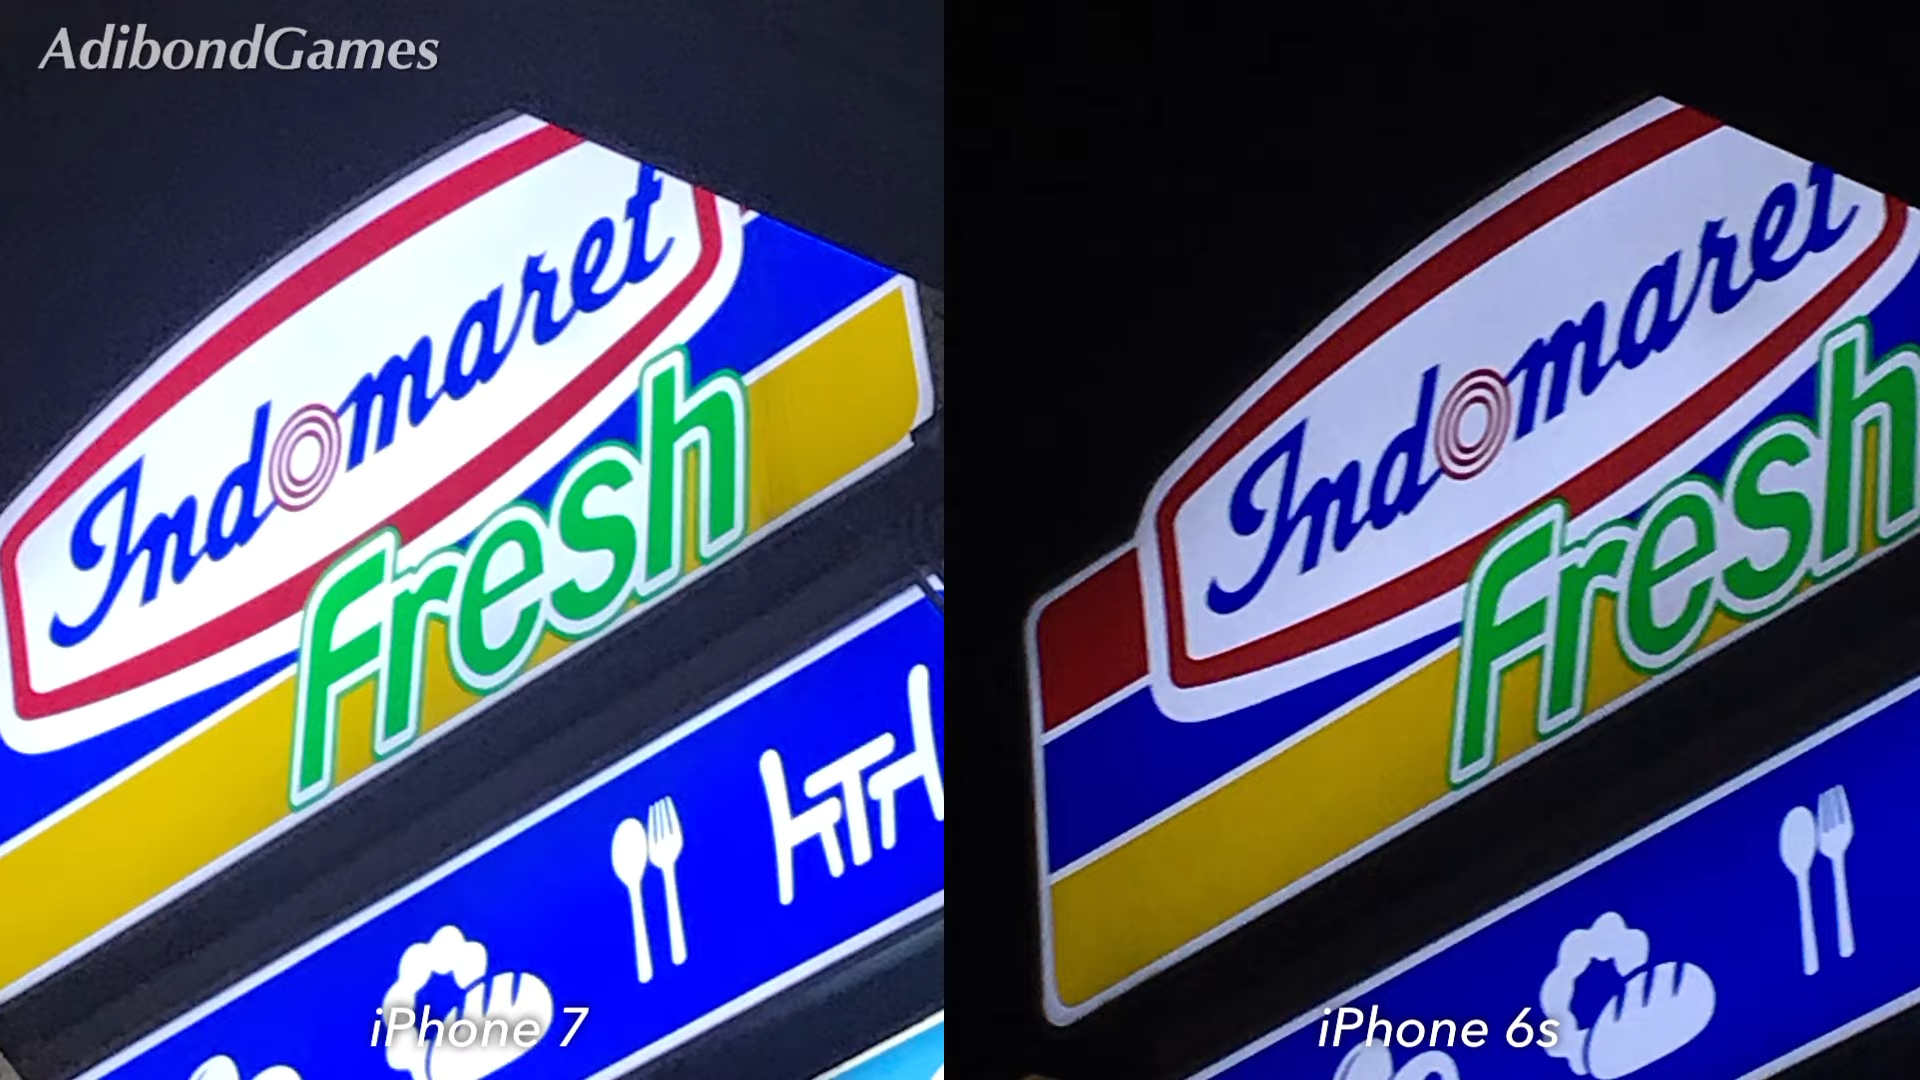 AdibondGames
Indomaret
Fresh
Indomaret
Fresh
iPhone 7
iPhone 6s